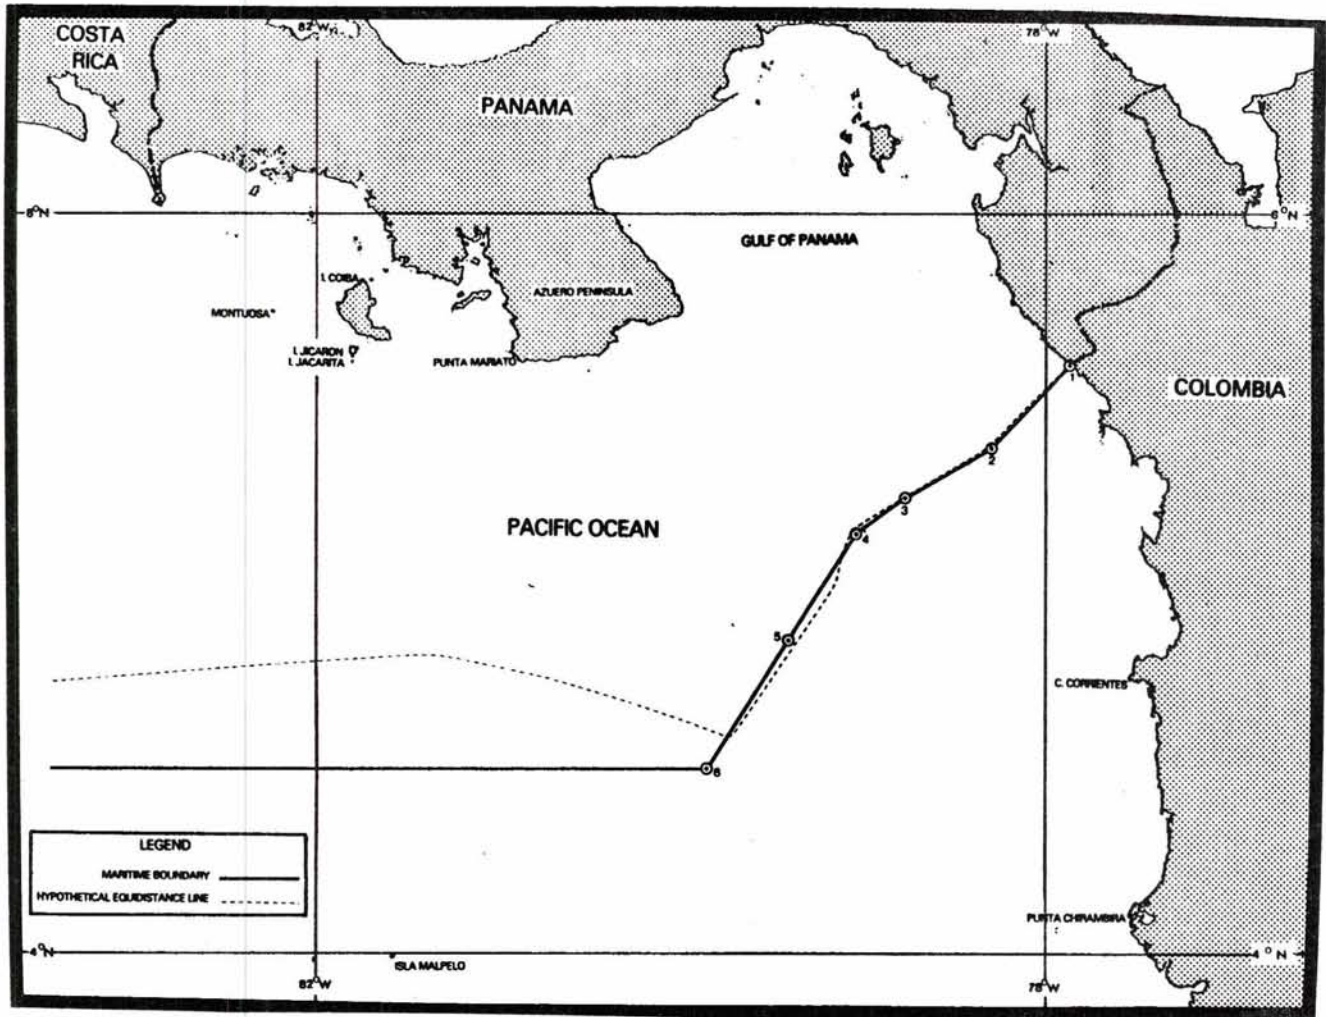 COSTA
RICA
82°W
78°W
PANAMA
8°N
8°N
GULF OF PANAMA
I. COIBA
AZUERO PENINSULA
MONTUOSA
I. JICARON
I. JACARITA
PUNTA MARIATO
1
COLOMBIA
2
3
PACIFIC OCEAN
4
5
C. CORRIENTES
6
LEGEND
MARITIME BOUNDARY
HYPOTHETICAL EQUIDISTANCE LINE
PUNTA CHIRAMBIRA
4°N
4°N
ISLA MALPELO
82°W
78°W